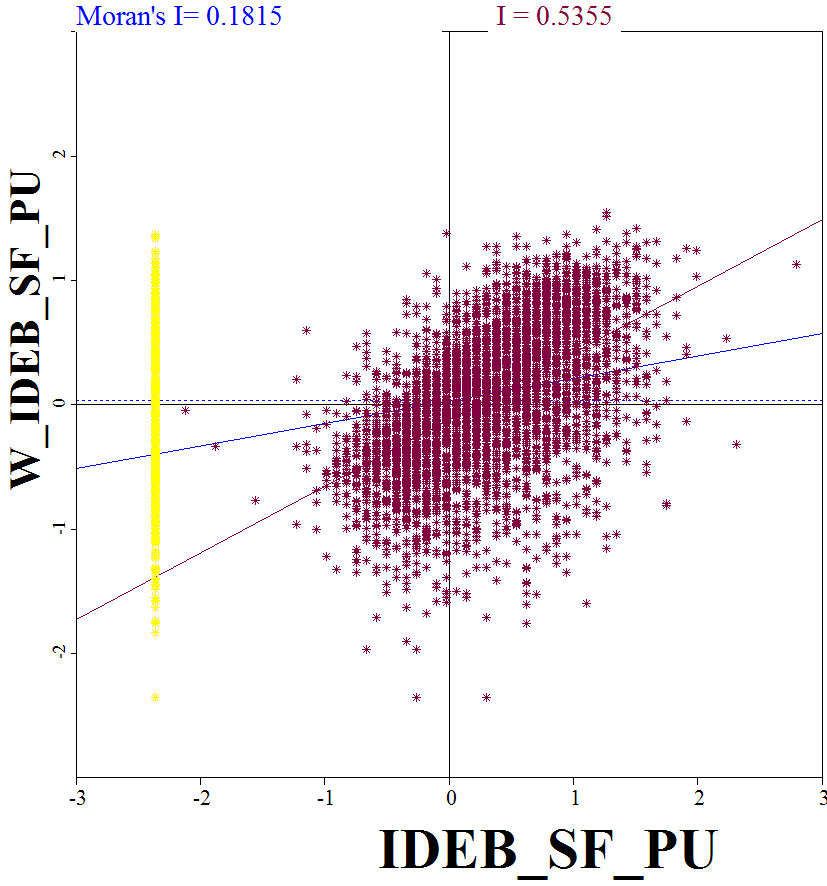 Moran's I= 0.1815
I = 0.5355
W_IDEB_SF_PU
2
1
0
-1
-2
-3 -2 -1 0 1 2 3
IDEB_SF_PU